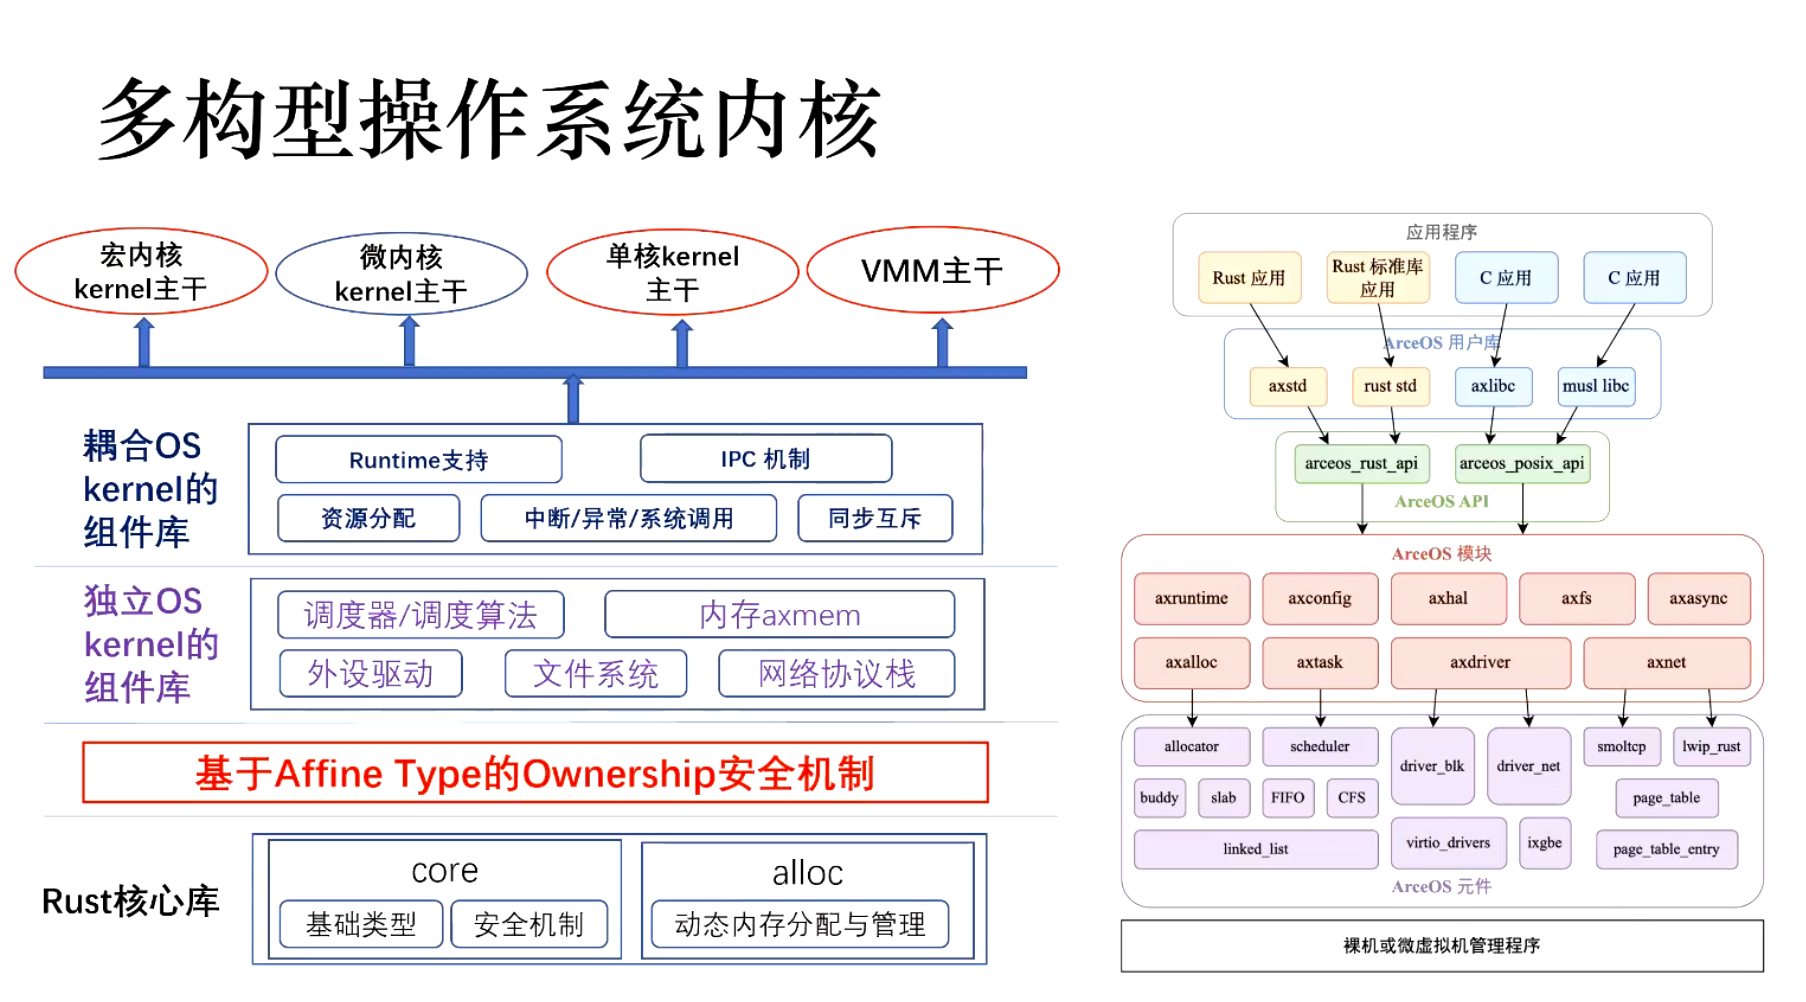 多构型操作系统内核
宏内核
kernel主干
微内核
kernel主干
单核kernel
主干
VMM主干
耦合OS
kernel的
组件库
Runtime支持
IPC 机制
资源分配
中断/异常/系统调用
同步互斥
独立OS
kernel的
组件库
调度器/调度算法
内存axmem
外设驱动
文件系统
网络协议栈
基于Affine Type的Ownership安全机制
Rust核心库
core
基础类型
安全机制
alloc
动态内存分配与管理
应用程序
Rust 应用
Rust 标准库
应用
C 应用
C 应用
ArceOS 用户库
axstd
rust std
axlibc
musl libc
arceos_rust_api
arceos_posix_api
ArceOS API
ArceOS 模块
axruntime
axconfig
axhal
axfs
axasync
axalloc
axtask
axdriver
axnet
allocator
scheduler
driver_blk
driver_net
smoltcp
lwip_rust
buddy
slab
FIFO
CFS
page_table
linked_list
virtio_drivers
ixgbe
page_table_entry
ArceOS 元件
裸机或微虚拟机管理程序